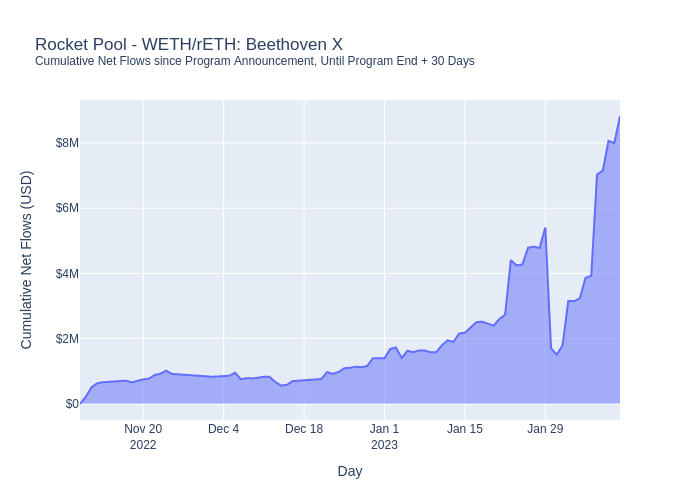 Rocket Pool - WETH/rETH: Beethoven X
Cumulative Net Flows since Program Announcement, Until Program End + 30 Days
Cumulative Net Flows (USD)
$8M
$6M
$4M
$2M
$0
Nov 20 Dec 4 Dec 18 Jan 1 Jan 15 Jan 29
2022 2023
Day